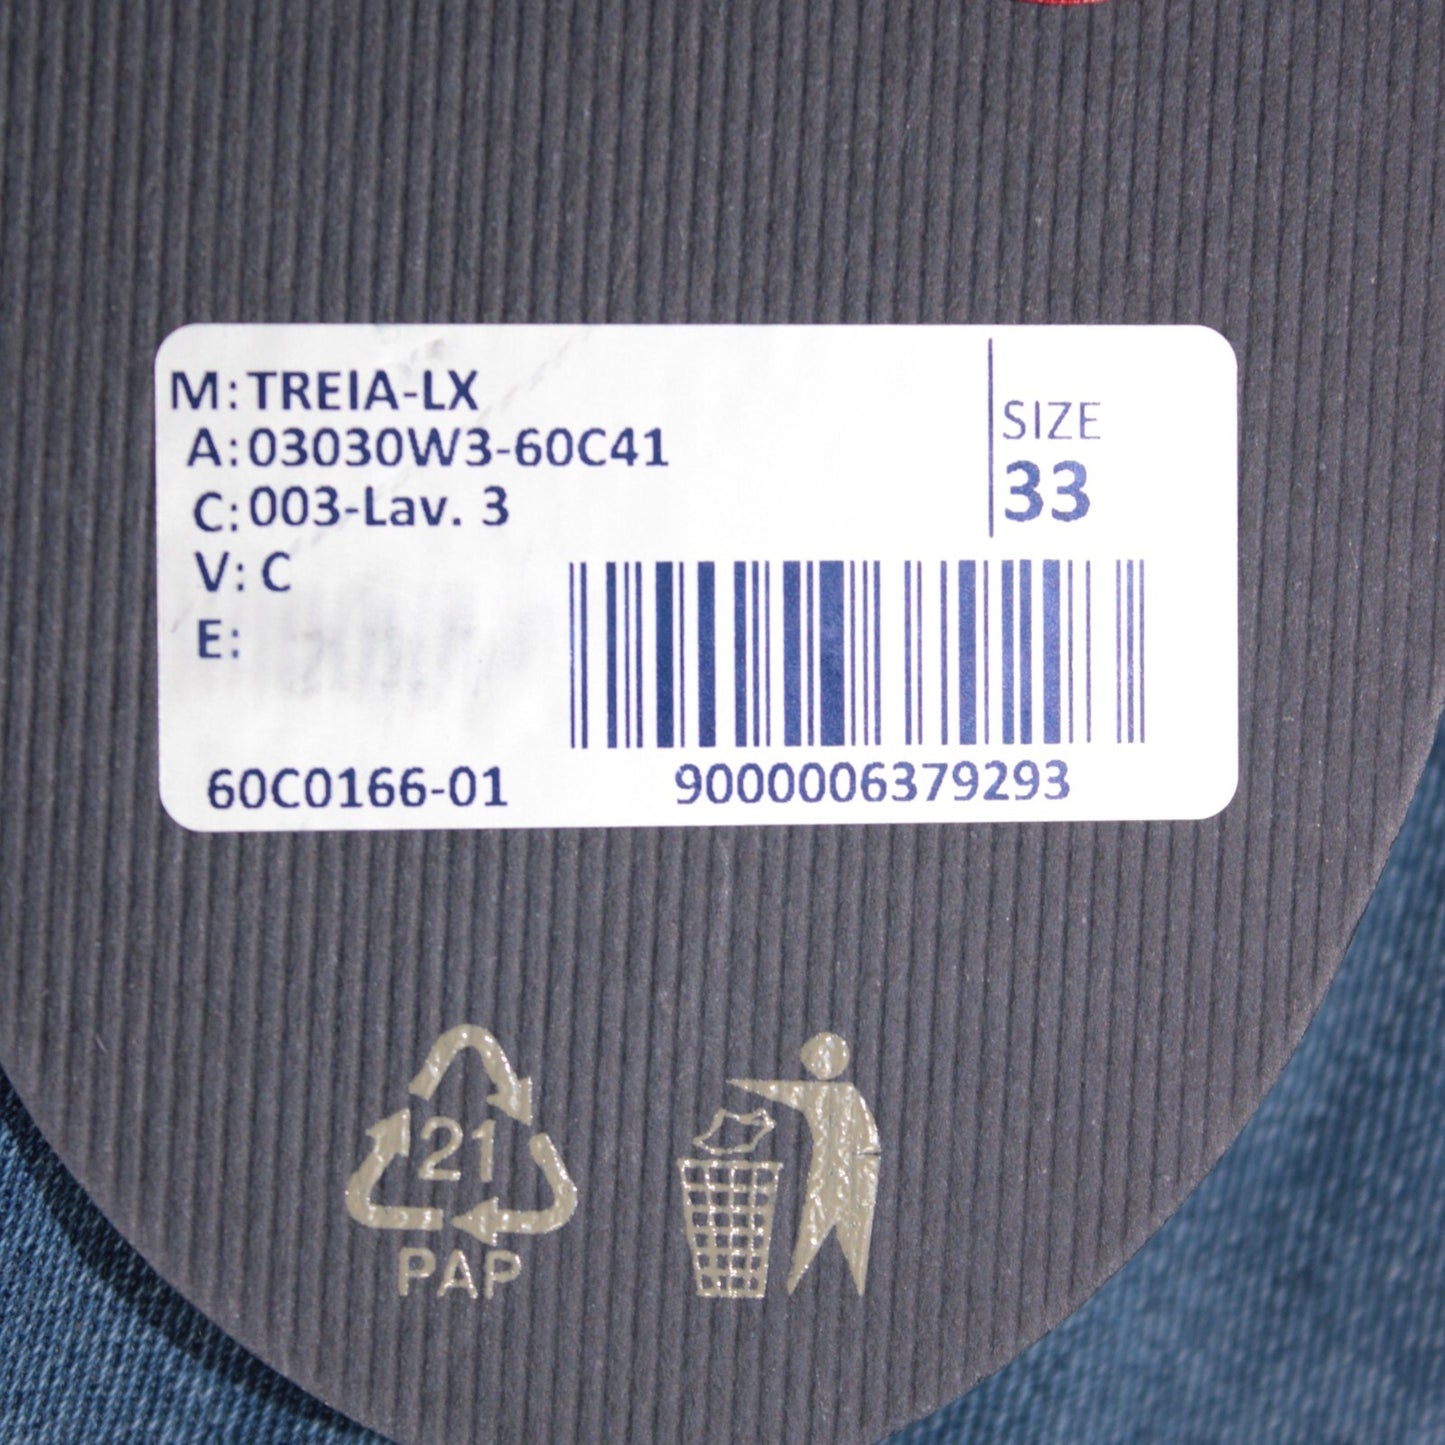 M: TREIA-LX
A: 03030W3-60C41
C: 003-Lav. 3
V: C
E:
SIZE
33
60C0166-01
9000006379293
21
PAP